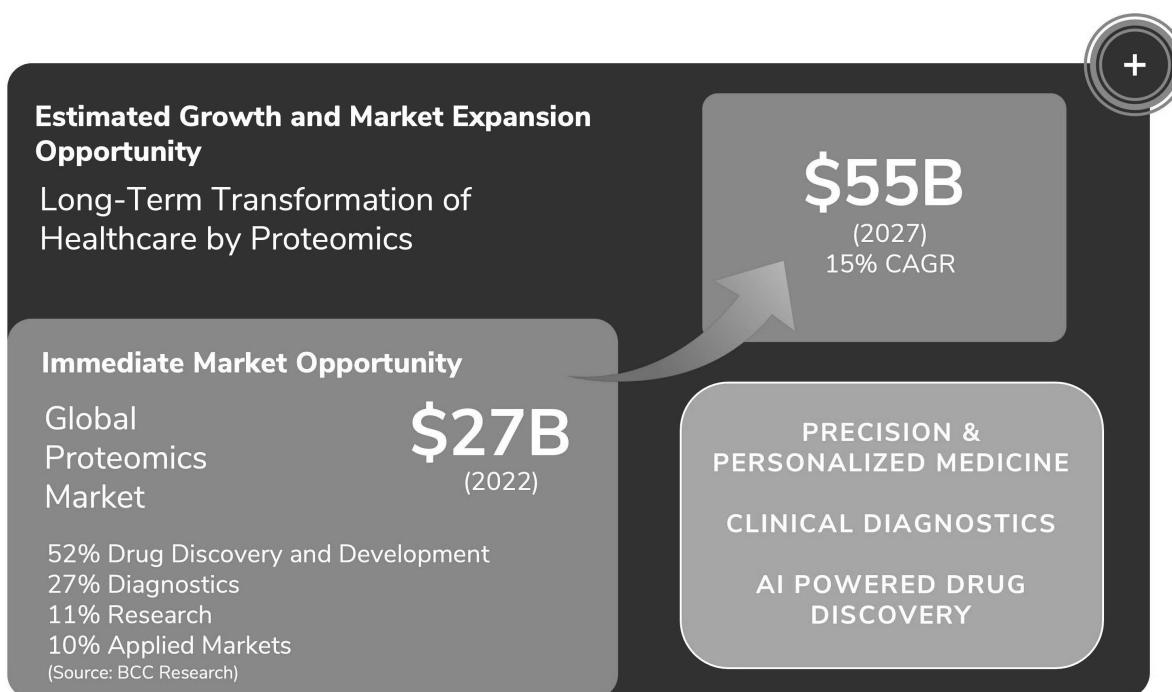 +
Estimated Growth and Market Expansion
Opportunity
Long-Term Transformation of
Healthcare by Proteomics
$55B
(2027)
15% CAGR
Immediate Market Opportunity
Global
Proteomics
Market
$27B
(2022)
52% Drug Discovery and Development
27% Diagnostics
11% Research
10% Applied Markets
(Source: BCC Research)
PRECISION &
PERSONALIZED MEDICINE
CLINICAL DIAGNOSTICS
AI POWERED DRUG
DISCOVERY